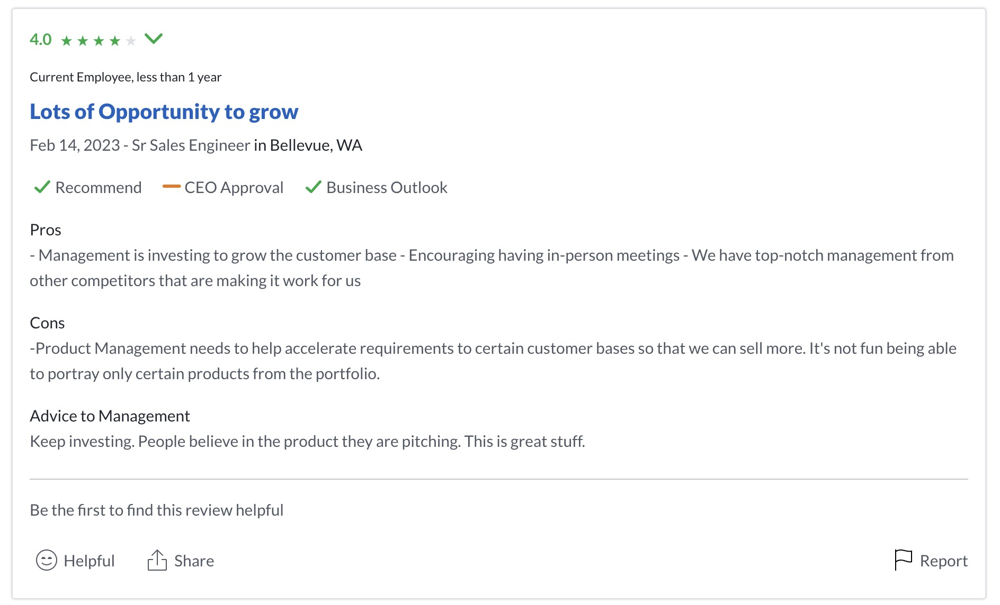 4.0
Current Employee, less than 1 year
Lots of Opportunity to grow
Feb 14, 2023 - Sr Sales Engineer in Bellevue, WA
Recommend CEO Approval Business Outlook
Pros
- Management is investing to grow the customer base - Encouraging having in-person meetings - We have top-notch management from
other competitors that are making it work for us
Cons
-Product Management needs to help accelerate requirements to certain customer bases so that we can sell more. It's not fun being able
to portray only certain products from the portfolio.
Advice to Management
Keep investing. People believe in the product they are pitching. This is great stuff.
Be the first to find this review helpful
Helpful Share Report